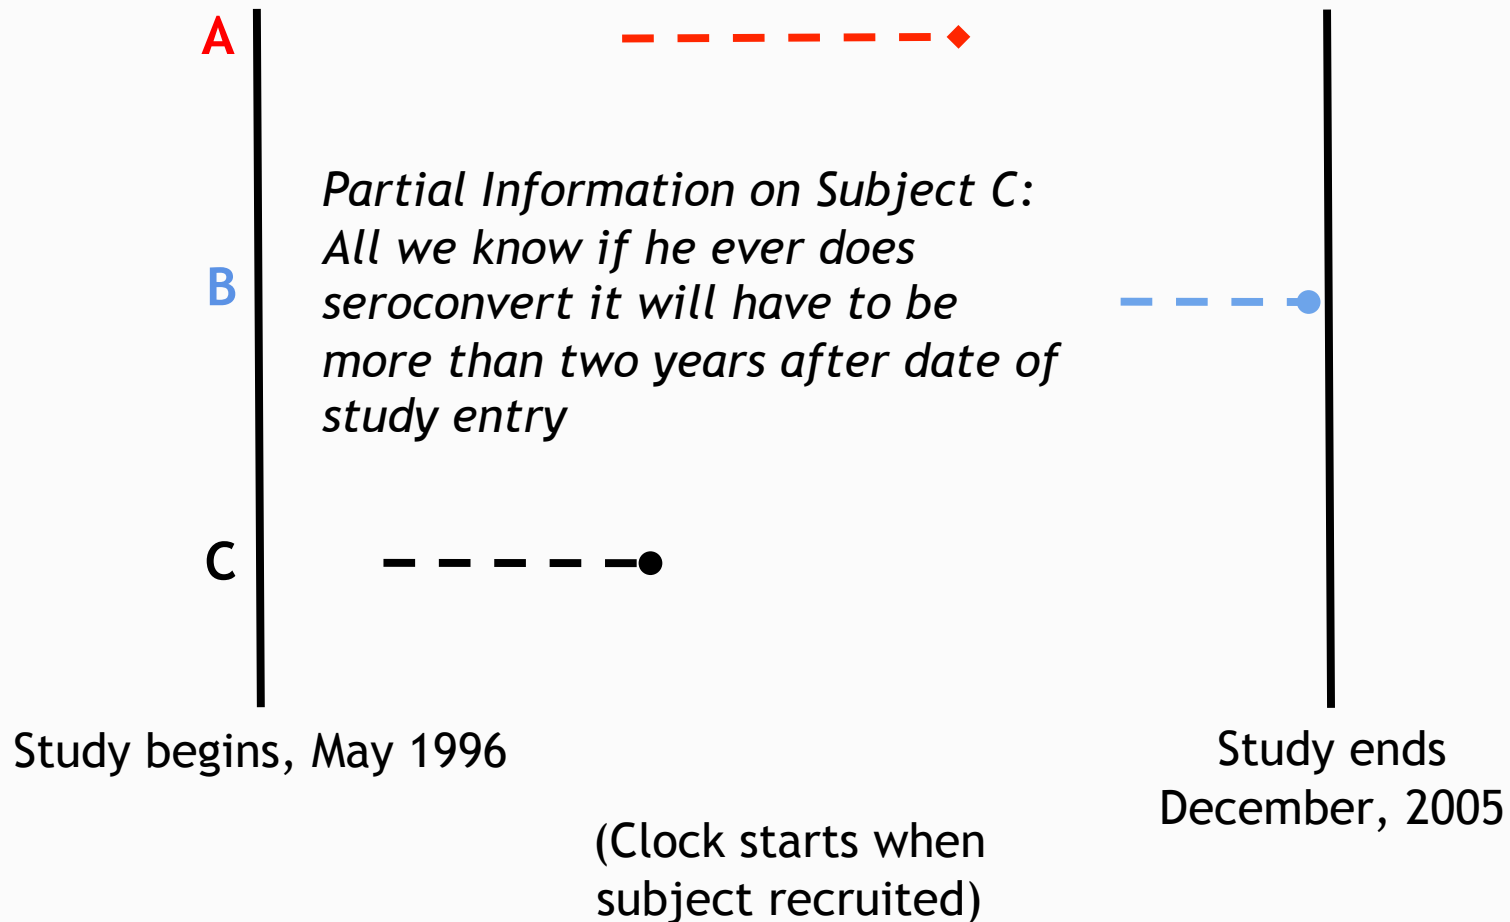 A
Partial Information on Subject C:
All we know if he ever does
seroconvert it will have to be
more than two years after date of
study entry
B
C
Study begins, May 1996
Study ends
December, 2005
(Clock starts when
subject recruited)